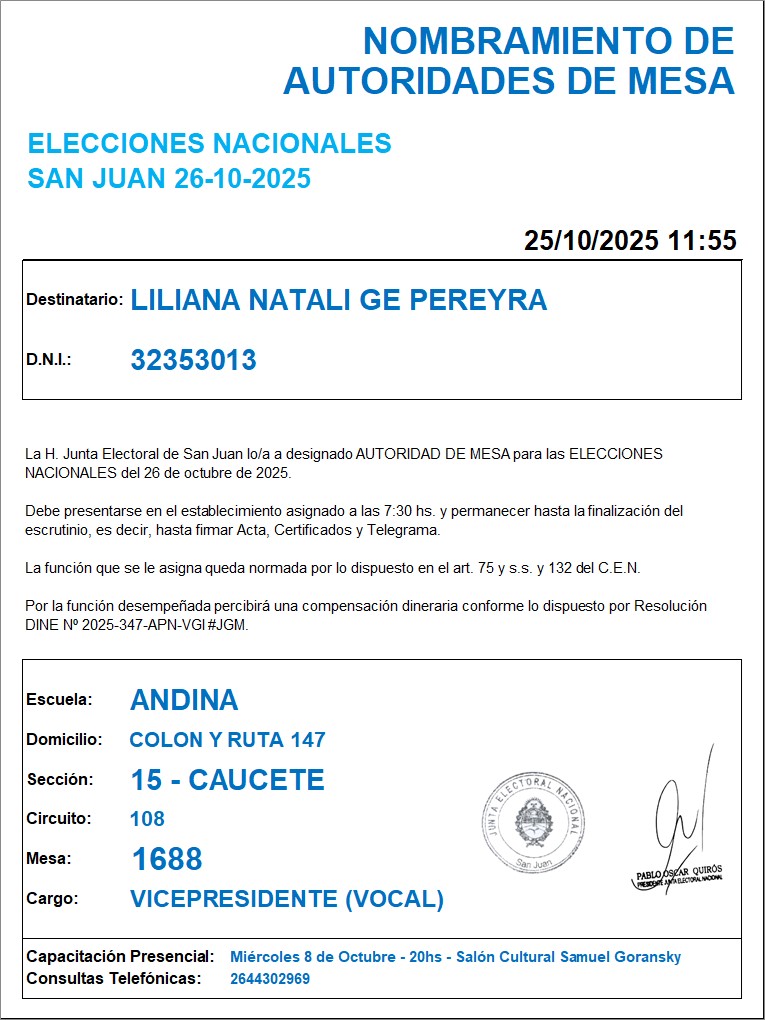 NOMBRAMIENTO DE
AUTORIDADES DE MESA
ELECCIONES NACIONALES
SAN JUAN 26-10-2025
25/10/2025 11:55
Destinatario: LILIANA NATALI GE PEREYRA
D.N.I.: 32353013
La H. Junta Electoral de San Juan lo/a a designado AUTORIDAD DE MESA para las ELECCIONES
NACIONALES del 26 de octubre de 2025.
Debe presentarse en el establecimiento asignado a las 7:30 hs. y permanecer hasta la finalización del
escrutinio, es decir, hasta firmar Acta, Certificados y Telegrama.
La función que se le asigna queda normada por lo dispuesto en el art. 75 y s.s. y 132 del C.E.N.
Por la función desempeñada percibirá una compensación dineraria conforme lo dispuesto por Resolución
DINE Nº 2025-347-APN-VGI#JGM.
Escuela: ANDINA
Domicilio: COLON Y RUTA 147
Sección: 15 - CAUCETE
Circuito: 108
Mesa: 1688
Cargo: VICEPRESIDENTE (VOCAL)
JUNTA ELECTORAL NACIONAL
San Juan
PABLO OSCAR QUIRÓS
PRESIDENTE JUNTA ELECTORAL NACIONAL
Capacitación Presencial: Miércoles 8 de Octubre - 20hs - Salón Cultural Samuel Goransky
Consultas Telefónicas: 2644302969